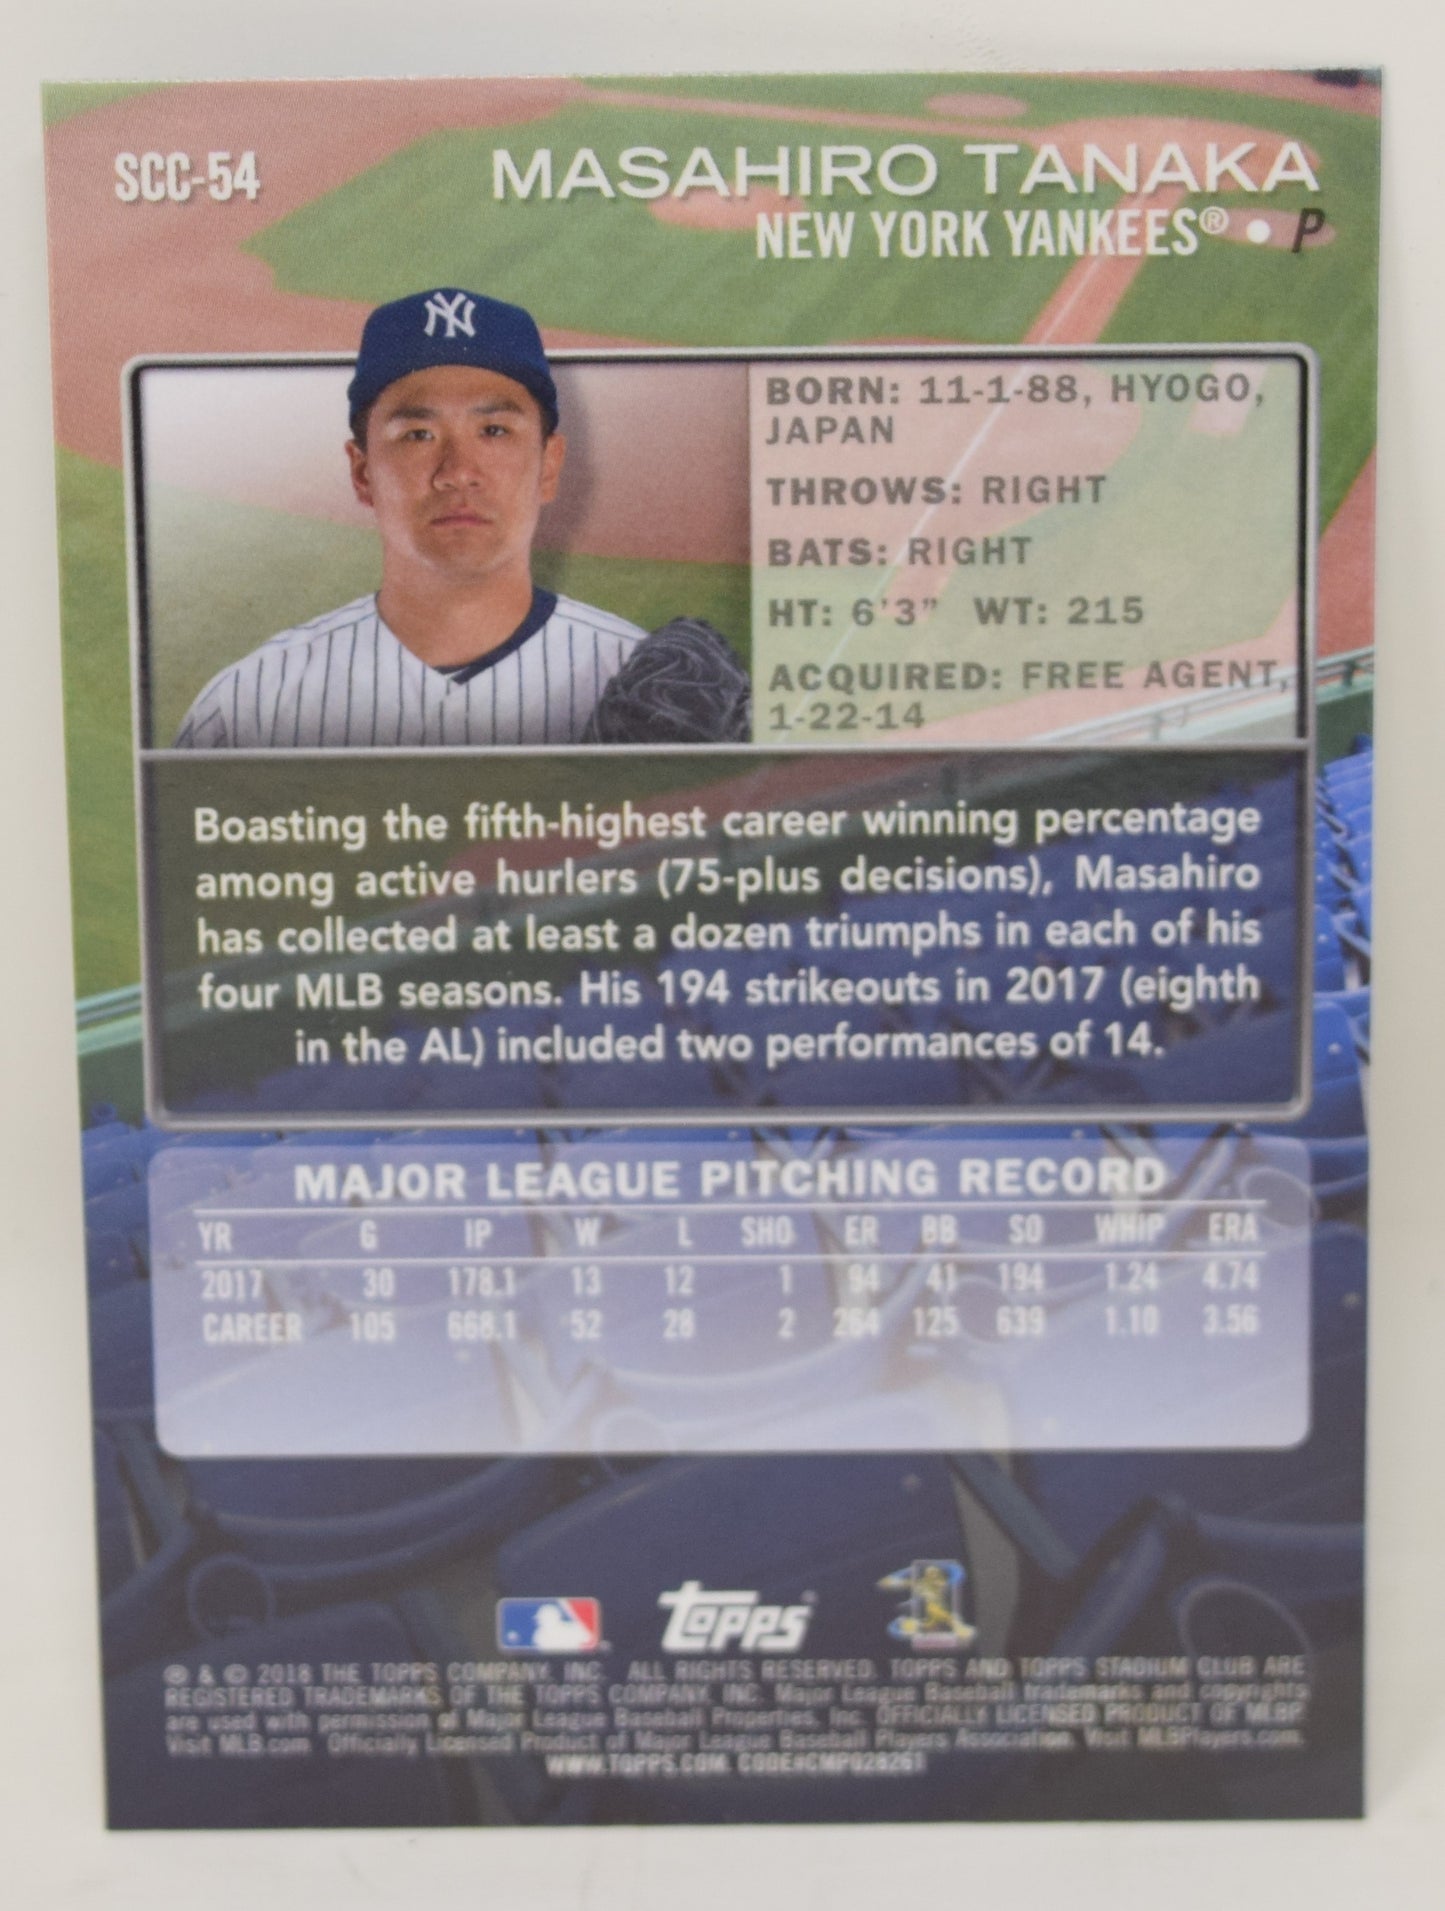 SCC-54
MASAHIRO TANAKA
NEW YORK YANKEES® • P
NY
BORN: 11-1-88, HYOGO,
JAPAN
THROWS: RIGHT
BATS: RIGHT
HT: 6'3" WT: 215
ACQUIRED: FREE AGENT,
1-22-14
Boasting the fifth-highest career winning percentage
among active hurlers (75-plus decisions), Masahiro
has collected at least a dozen triumphs in each of his
four MLB seasons. His 194 strikeouts in 2017 (eighth
in the AL) included two performances of 14.
MAJOR LEAGUE PITCHING RECORD
YR G IP W L SHO ER BB SO WHIP ERA
2017 30 178.1 13 12 1 94 41 194 1.24 4.74
CAREER 105 668.1 52 28 2 264 125 639 1.10 3.56
Topps
® & © 2018 THE TOPPS COMPANY, INC. ALL RIGHTS RESERVED. TOPPS AND TOPPS STADIUM CLUB ARE
REGISTERED TRADEMARKS OF THE TOPPS COMPANY, INC. Major League Baseball trademarks and copyrights
are used with permission of Major League Baseball Properties, Inc. OFFICIALLY LICENSED PRODUCT OF MLBP.
Visit MLB.com. Officially Licensed Product of Major League Baseball Players Association. Visit MLBPlayers.com.
WWW.TOPPS.COM. CODE#CMP028261